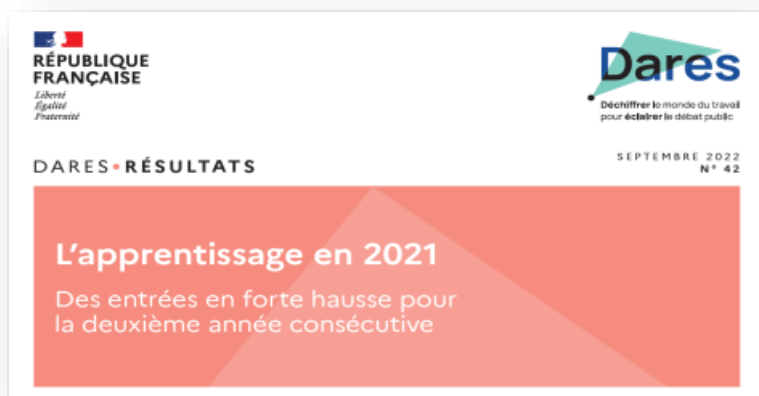 RÉPUBLIQUE
FRANÇAISE
Liberté
Égalité
Fraternité
Dares
Déchiffrer le monde du travail
pour éclairer le débat public
DARES•RÉSULTATS
SEPTEMBRE 2022
N° 42
L'apprentissage en 2021
Des entrées en forte hausse pour
la deuxième année consécutive